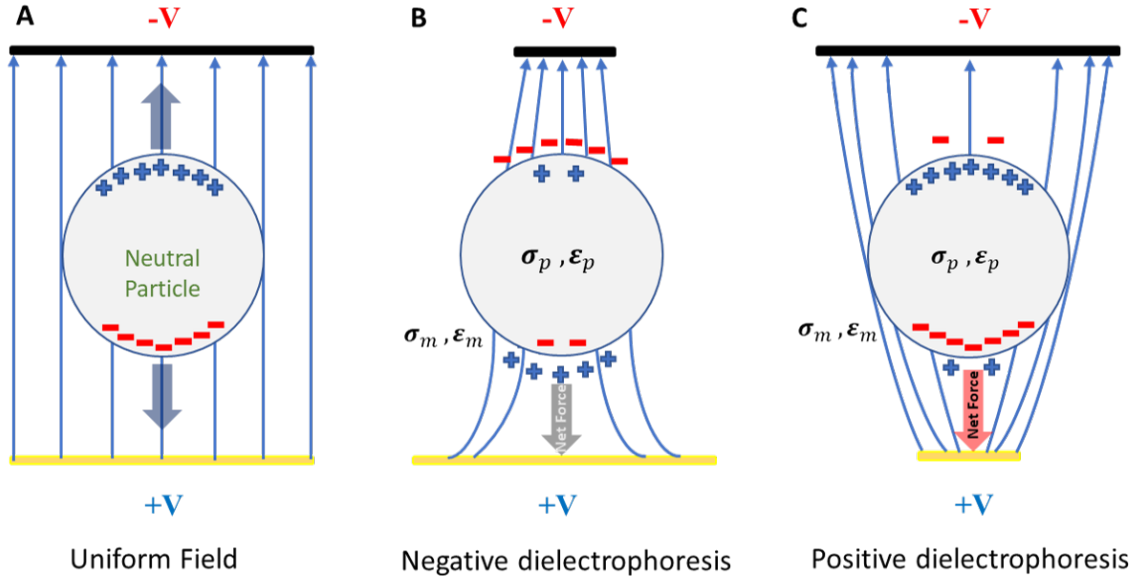 A
-V
Neutral
Particle
+V
Uniform Field
B
-V
σₚ ,εₚ
σₘ ,εₘ
Net Force
+V
Negative dielectrophoresis
C
-V
σₚ ,εₚ
σₘ ,εₘ
Net Force
+V
Positive dielectrophoresis